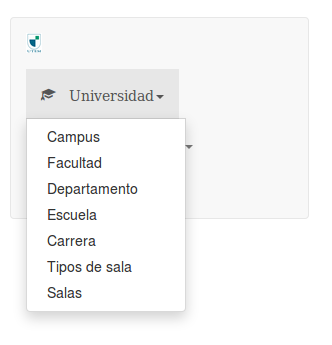 Universidad
Campus
Facultad
Departamento
Escuela
Carrera
Tipos de sala
Salas